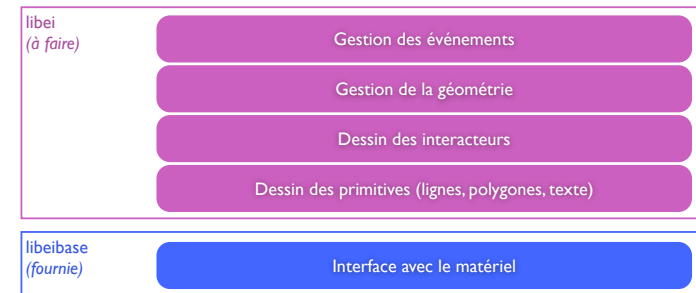 libei
(à faire)
Gestion des événements
Gestion de la géométrie
Dessin des interacteurs
Dessin des primitives (lignes, polygones, texte)
libeibase
(fournie)
Interface avec le matériel